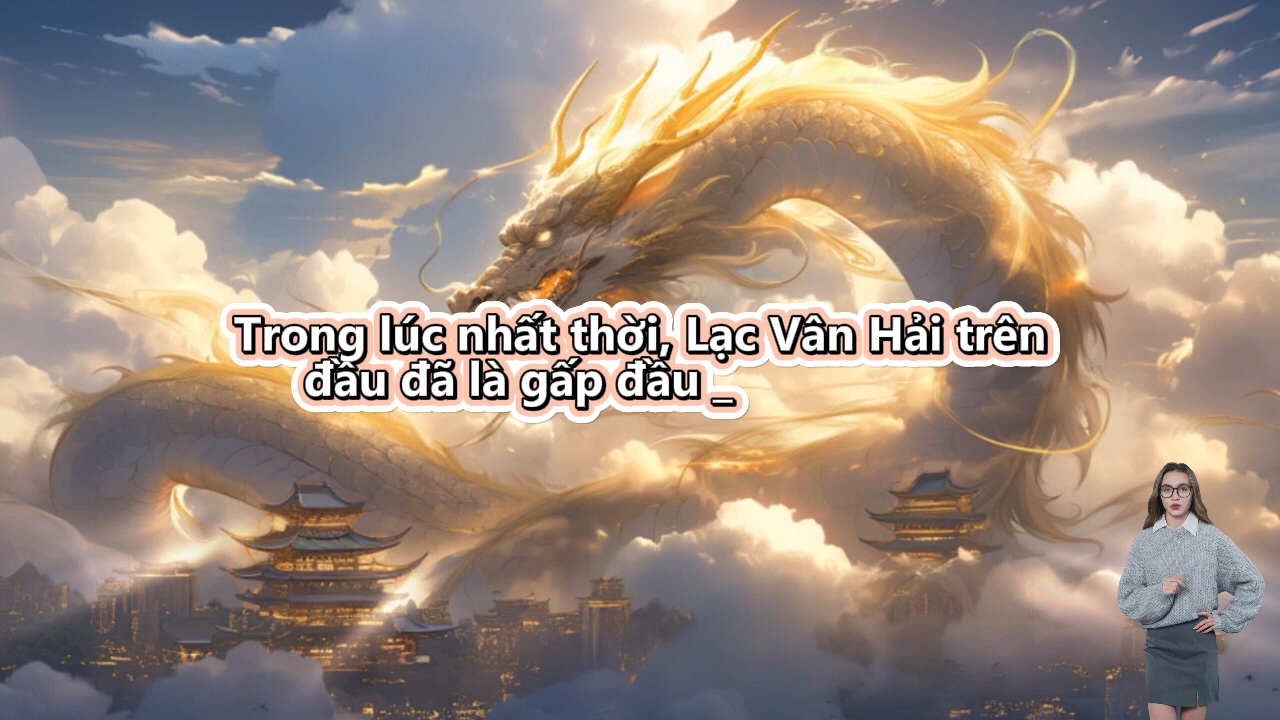 Trong lúc nhất thời, Lạc Vân Hải trên
đầu đã là gấp đầu _